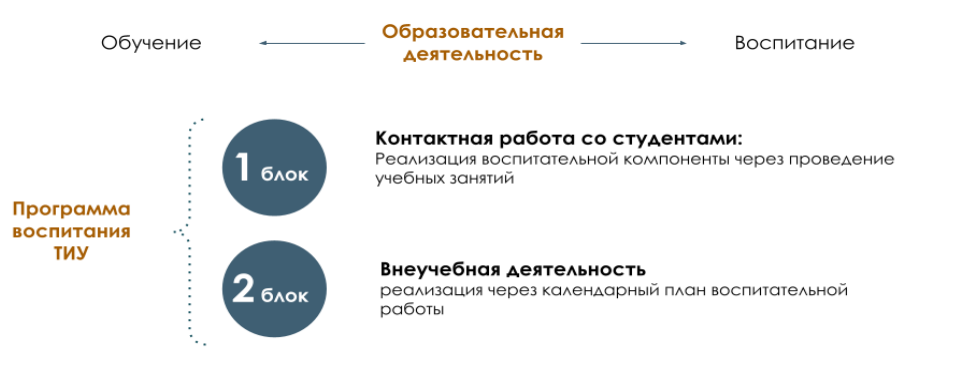 Обучение
Образовательная
деятельность
Воспитание
Контактная работа со студентами:
Реализация воспитательной компоненты через проведение
учебных занятий
1 блок
Программа
воспитания
ТИУ
Внеучебная деятельность
реализация через календарный план воспитательной
работы
2 блок